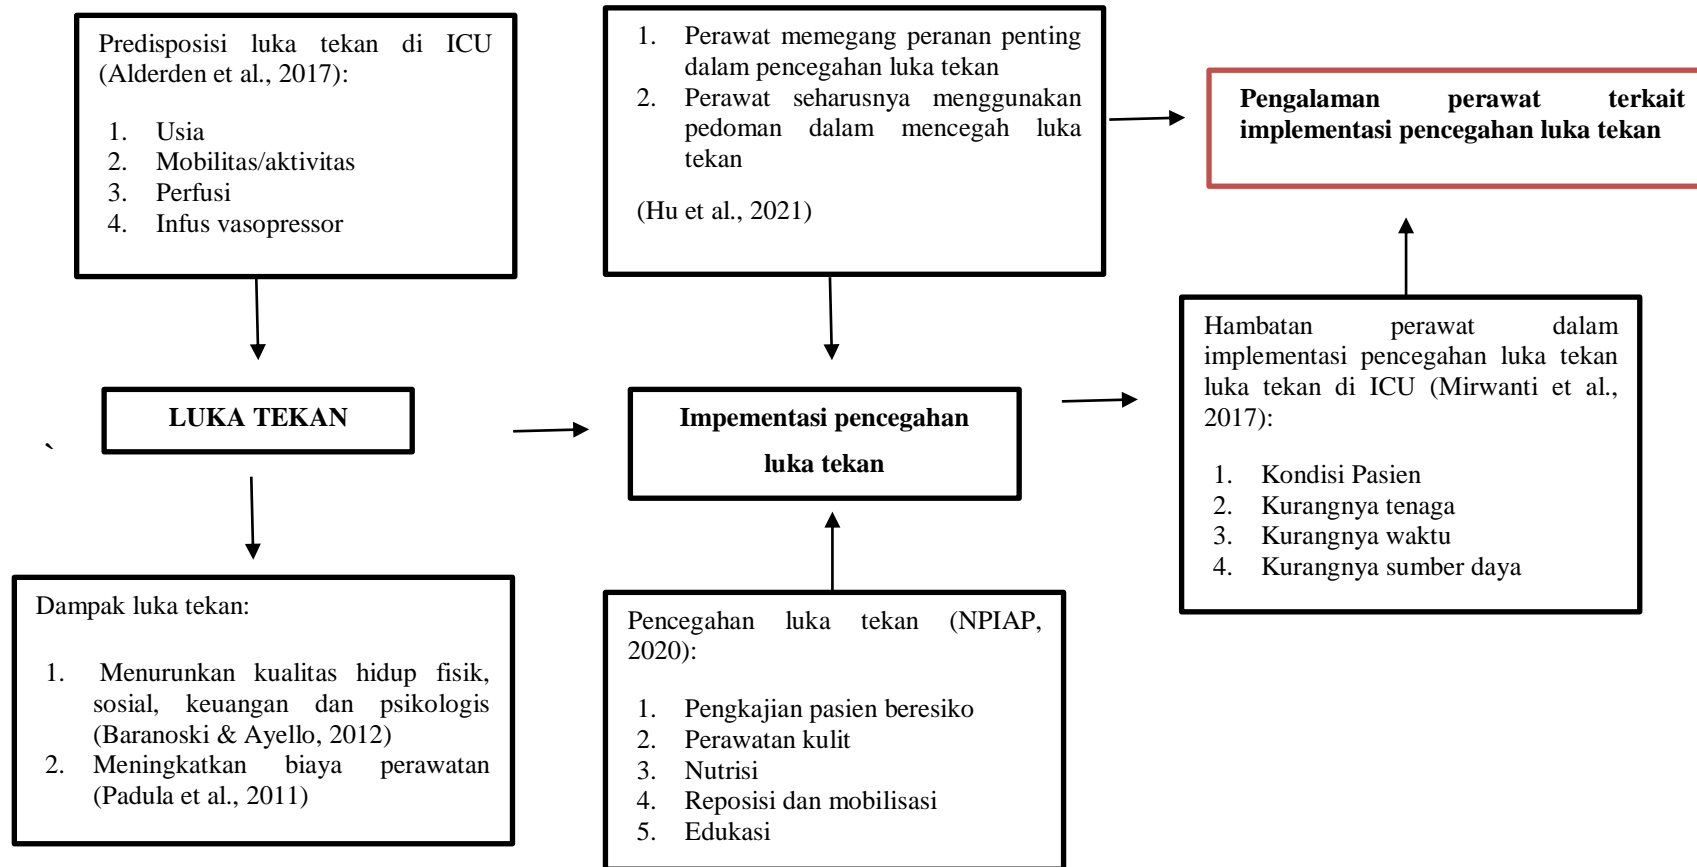 Predisposisi luka tekan di ICU
(Alderden et al., 2017):
1. Usia
2. Mobilitas/aktivitas
3. Perfusi
4. Infus vasopressor
1. Perawat memegang peranan penting
dalam pencegahan luka tekan
2. Perawat seharusnya menggunakan
pedoman dalam mencegah luka
tekan
(Hu et al., 2021)
Pengalaman perawat terkait
implementasi pencegahan luka tekan
LUKA TEKAN
`
Impementasi pencegahan
luka tekan
Hambatan perawat dalam
implementasi pencegahan luka tekan
luka tekan di ICU (Mirwanti et al.,
2017):
1. Kondisi Pasien
2. Kurangnya tenaga
3. Kurangnya waktu
4. Kurangnya sumber daya
Dampak luka tekan:
1. Menurunkan kualitas hidup fisik,
sosial, keuangan dan psikologis
(Baranoski & Ayello, 2012)
2. Meningkatkan biaya perawatan
(Padula et al., 2011)
Pencegahan luka tekan (NPIAP,
2020):
1. Pengkajian pasien beresiko
2. Perawatan kulit
3. Nutrisi
4. Reposisi dan mobilisasi
5. Edukasi